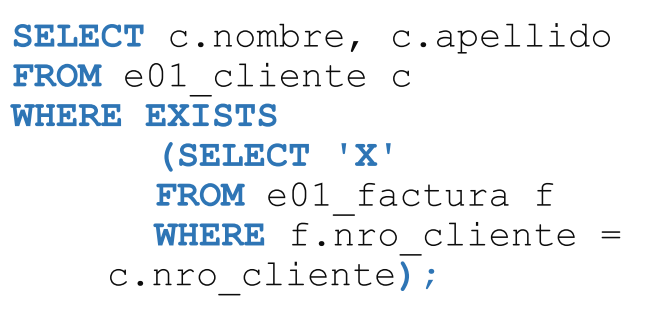 SELECT c.nombre, c.apellido
FROM e01_cliente c
WHERE EXISTS
(SELECT 'X'
FROM e01_factura f
WHERE f.nro_cliente =
c.nro_cliente);